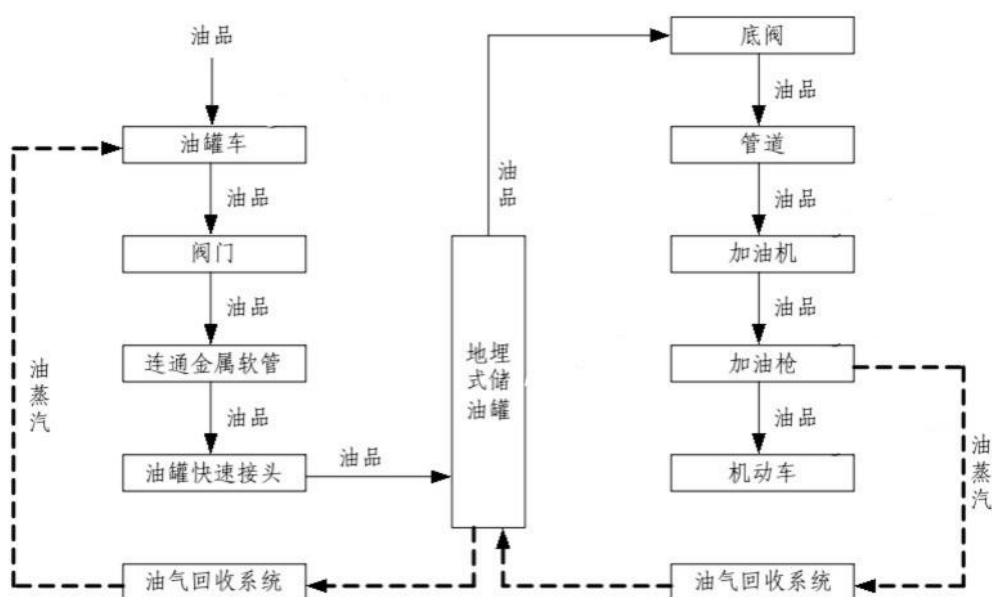 油品
油罐车
油品
阀门
油品
连通金属软管
油品
油罐快速接头
油品
油蒸汽
油气回收系统
地埋
式储
油罐
油品
底阀
油品
管道
油品
加油机
油品
加油枪
油品
机动车
油蒸汽
油气回收系统